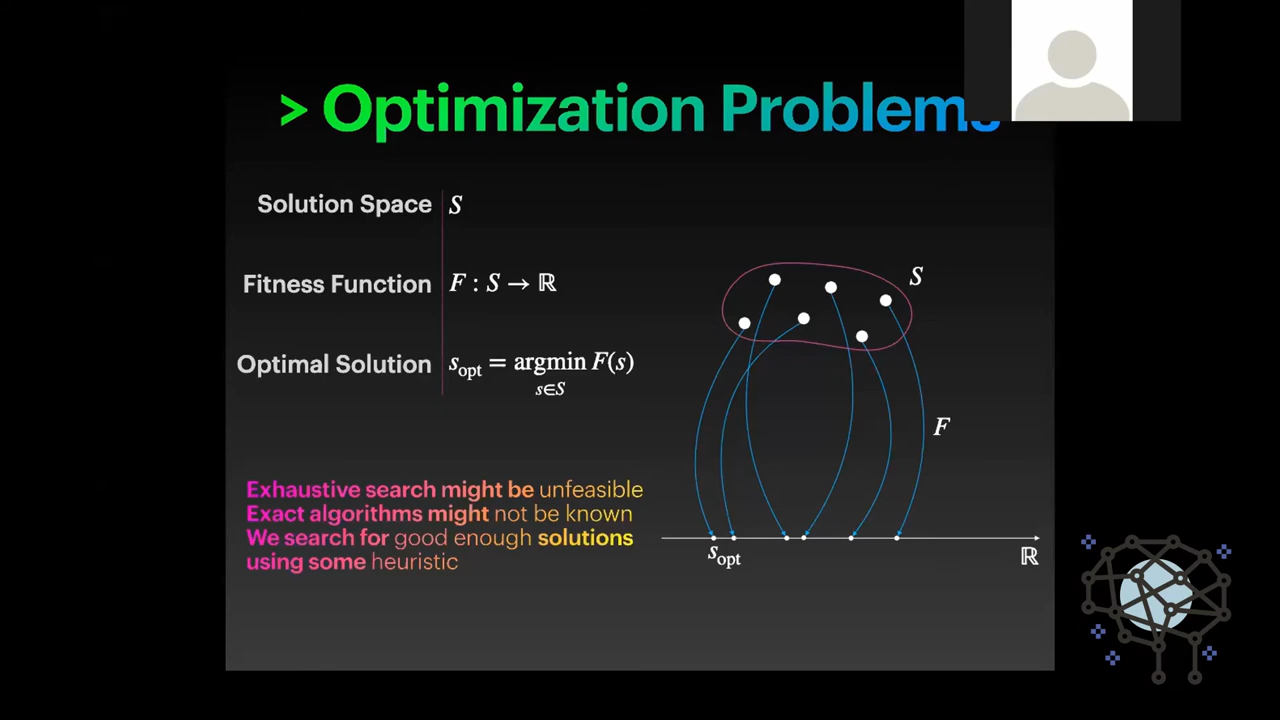 > Optimization Problems
Solution Space S
Fitness Function F : S → ℝ
Optimal Solution s_opt = argmin F(s)
s∈S
Exhaustive search might be unfeasible
Exact algorithms might not be known
We search for good enough solutions
using some heuristic
S
F
s_opt
ℝ